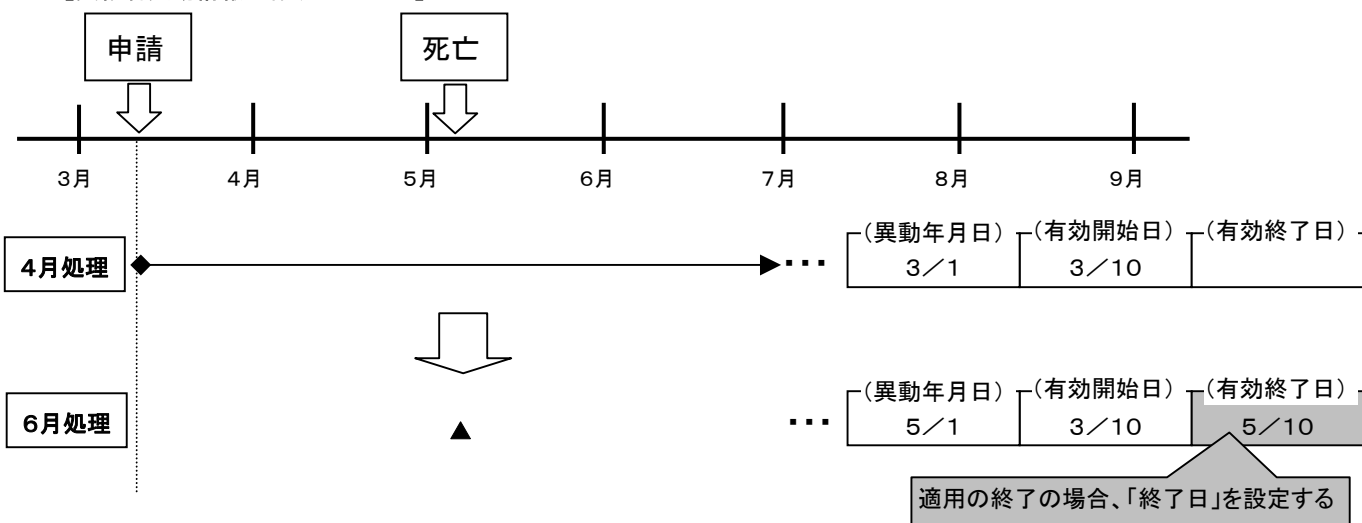 申請
死亡
3月 4月 5月 6月 7月 8月 9月
4月処理
(異動年月日) (有効開始日) (有効終了日)
3/1 3/10
6月処理
(異動年月日) (有効開始日) (有効終了日)
5/1 3/10 5/10
適用の終了の場合、「終了日」を設定する